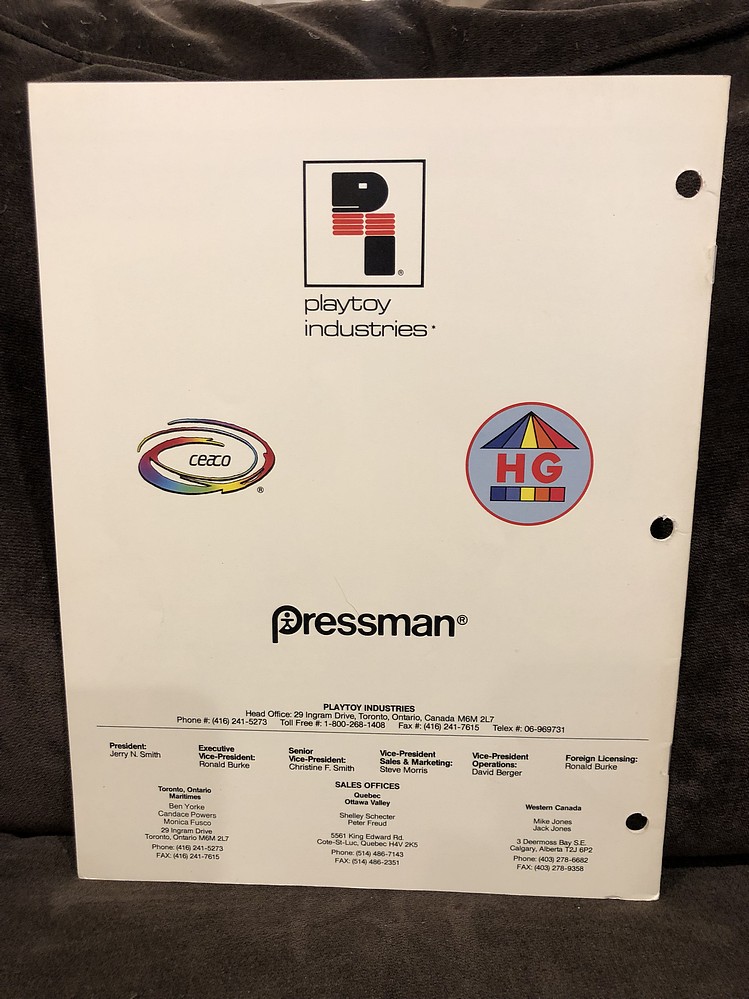 ®
playtoy
industries•
ceaco
®
HG
Pressman®
PLAYTOY INDUSTRIES
Head Office: 29 Ingram Drive, Toronto, Ontario, Canada M6M 2L7
Phone #: (416) 241-5273 Toll Free #: 1-800-268-1408 Fax #: (416) 241-7615 Telex #: 06-969731
President:
Jerry N. Smith
Executive
Vice-President:
Ronald Burke
Senior
Vice-President:
Christine F. Smith
Vice-President
Sales & Marketing:
Steve Morris
Vice-President
Operations:
David Berger
Foreign Licensing:
Ronald Burke
SALES OFFICES
Toronto, Ontario
Maritimes
Ben Yorke
Candace Powers
Monica Fusco
29 Ingram Drive
Toronto, Ontario M6M 2L7
Phone: (416) 241-5273
FAX: (416) 241-7615
Quebec
Ottawa Valley
Shelley Schecter
Peter Freud
5561 King Edward Rd.
Cote-St-Luc, Quebec H4V 2K5
Phone: (514) 486-7143
FAX: (514) 486-2351
Western Canada
Mike Jones
Jack Jones
3 Deermoss Bay S.E.
Calgary, Alberta T2J 6P2
Phone: (403) 278-6682
FAX: (403) 278-9358